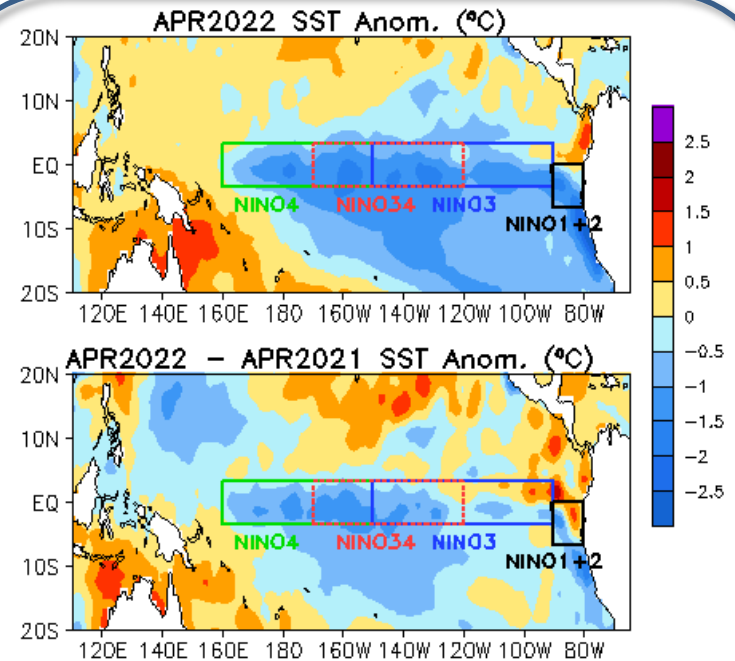 APR2022 SST Anom. (°C)
20N
10N
EQ
10S
20S
NINO4 NINO34 NINO3
NINO1+2
120E 140E 160E 180 160W 140W 120W 100W 80W
APR2022 - APR2021 SST Anom. (°C)
20N
10N
EQ
10S
20S
NINO4 NINO34 NINO3
NINO1+2
120E 140E 160E 180 160W 140W 120W 100W 80W
2.5
2
1.5
1
0.5
0
-0.5
-1
-1.5
-2
-2.5